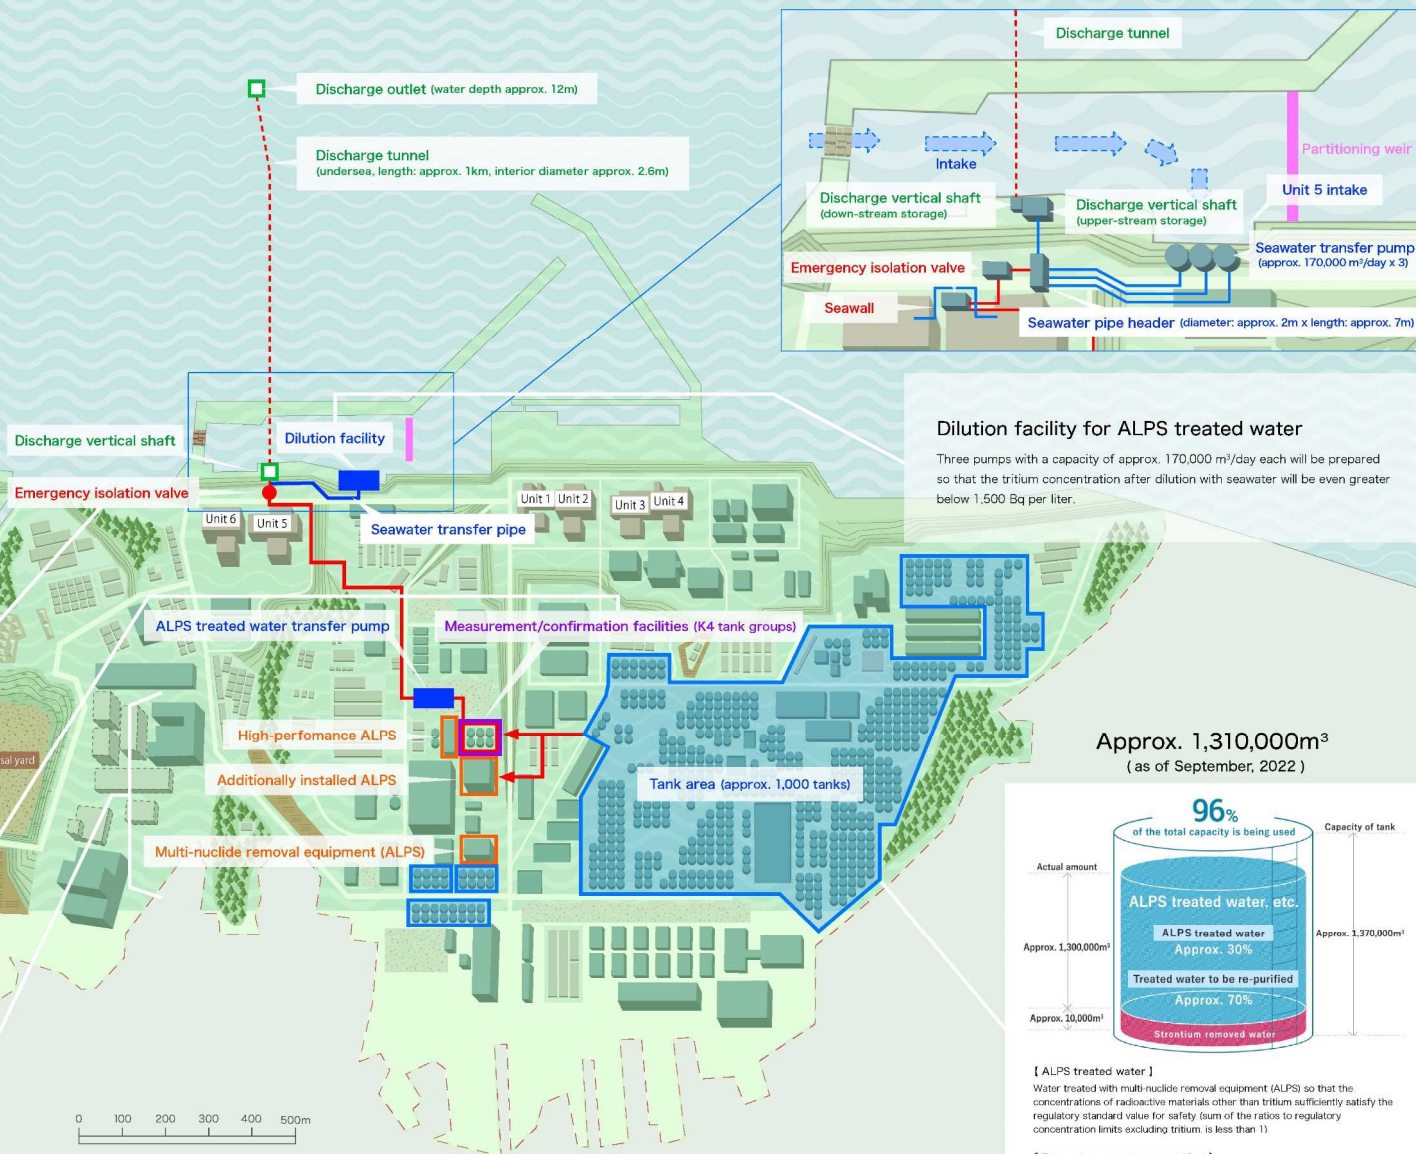 Discharge tunnel
Discharge outlet (water depth approx. 12m)
Discharge tunnel
(undersea, length: approx. 1km, interior diameter approx. 2.6m)
Partitioning weir
Intake
Unit 5 intake
Discharge vertical shaft
(down-stream storage)
Discharge vertical shaft
(upper-stream storage)
Seawater transfer pump
(approx. 170,000 m³/day x 3)
Emergency isolation valve
Seawall
Seawater pipe header (diameter: approx. 2m x length: approx. 7m)
Dilution facility for ALPS treated water
Three pumps with a capacity of approx. 170,000 m³/day each will be prepared
so that the tritium concentration after dilution with seawater will be even greater
below 1,500 Bq per liter.
Discharge vertical shaft
Dilution facility
Emergency isolation valve
Unit 6
Unit 5
Seawater transfer pipe
Unit 1
Unit 2
Unit 3
Unit 4
ALPS treated water transfer pump
Measurement/confirmation facilities (K4 tank groups)
High-perfomance ALPS
Additionally installed ALPS
Tank area (approx. 1,000 tanks)
Multi-nuclide removal equipment (ALPS)
sal yard
Approx. 1,310,000m³
( as of September, 2022 )
96%
of the total capacity is being used
Capacity of tank
Actual amount
ALPS treated water, etc.
ALPS treated water
Approx. 30%
Approx. 1,300,000m³
Approx. 1,370,000m³
Treated water to be re-purified
Approx. 70%
Approx. 10,000m³
Strontium removed water
【 ALPS treated water 】
Water treated with multi-nuclide removal equipment (ALPS) so that the
concentrations of radioactive materials other than tritium sufficiently satisfy the
regulatory standard value for safety (sum of the ratios to regulatory
concentration limits excluding tritium. is less than 1)
0 100 200 300 400 500m